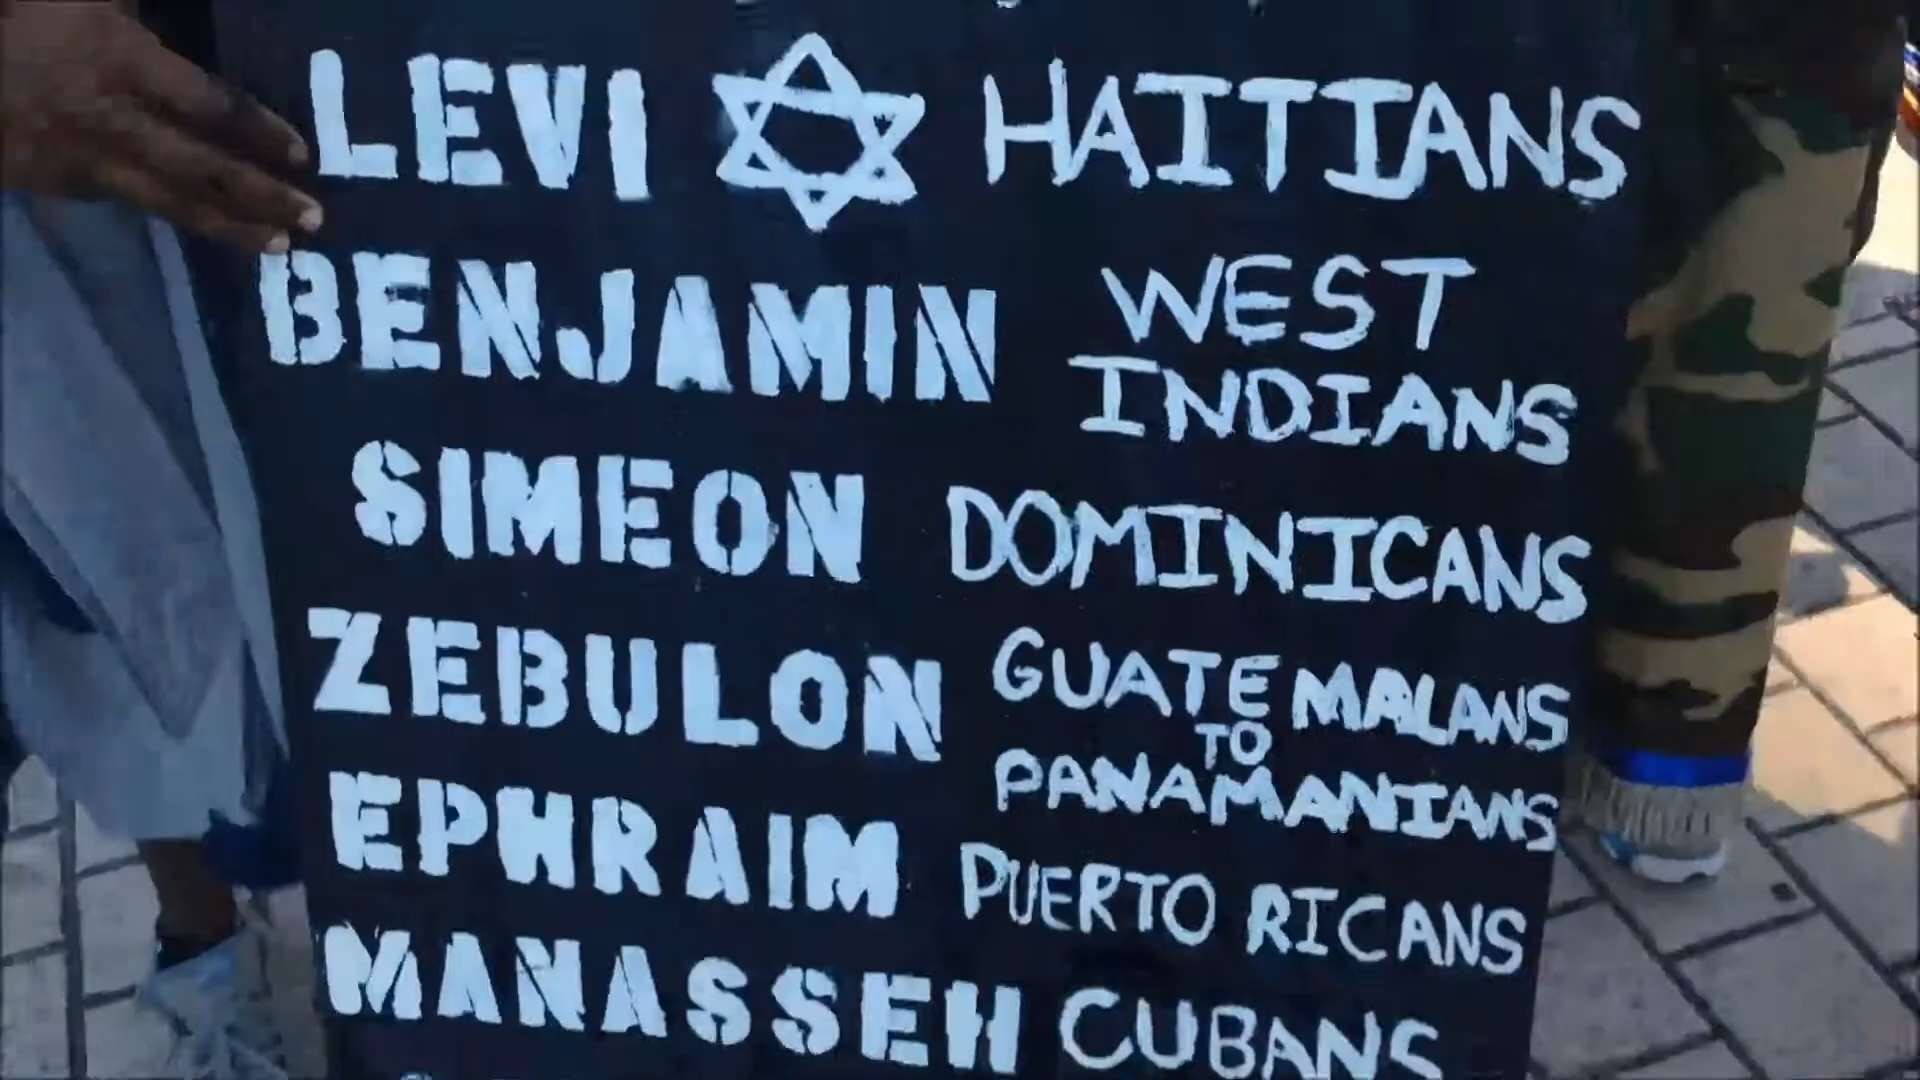 LEVI ✡ HAITIANS
BENJAMIN WEST INDIANS
SIMEON DOMINICANS
ZEBULON GUATEMALANS TO PANAMANIANS
EPHRAIM PUERTO RICANS
MANASSEH CUBANS